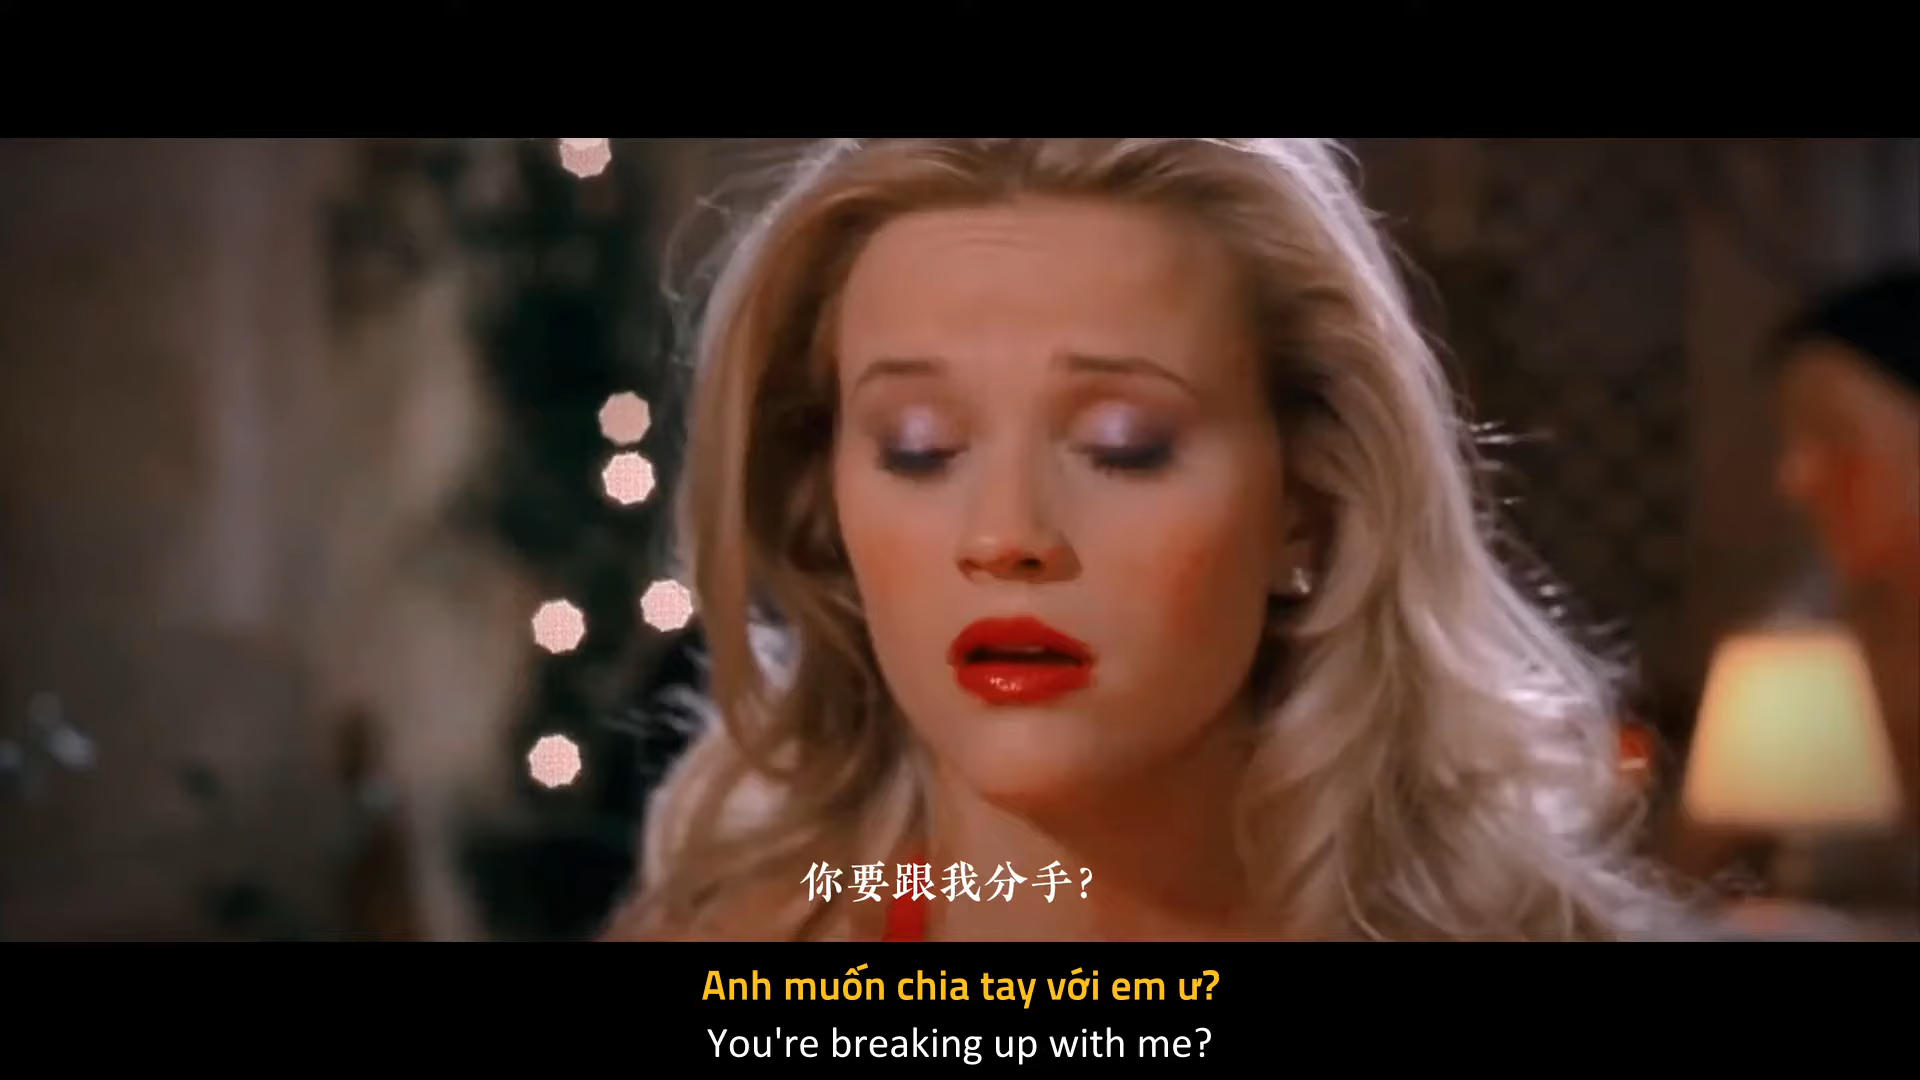 你要跟我分手?
Anh muốn chia tay với em ư?
You're breaking up with me?